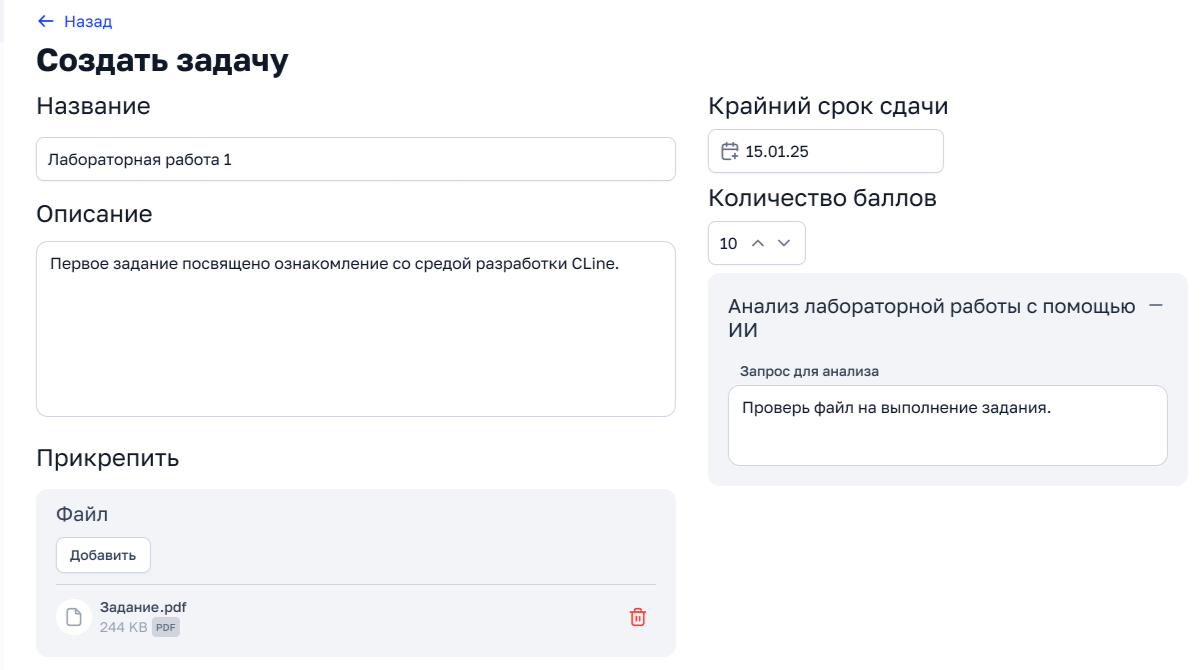 Назад
Создать задачу
Название
Лабораторная работа 1
Описание
Первое задание посвящено ознакомление со средой разработки CLine.
Прикрепить
Файл
Добавить
Задание.pdf
244 KB PDF
Крайний срок сдачи
15.01.25
Количество баллов
10
Анализ лабораторной работы с помощью
ИИ
Запрос для анализа
Проверь файл на выполнение задания.